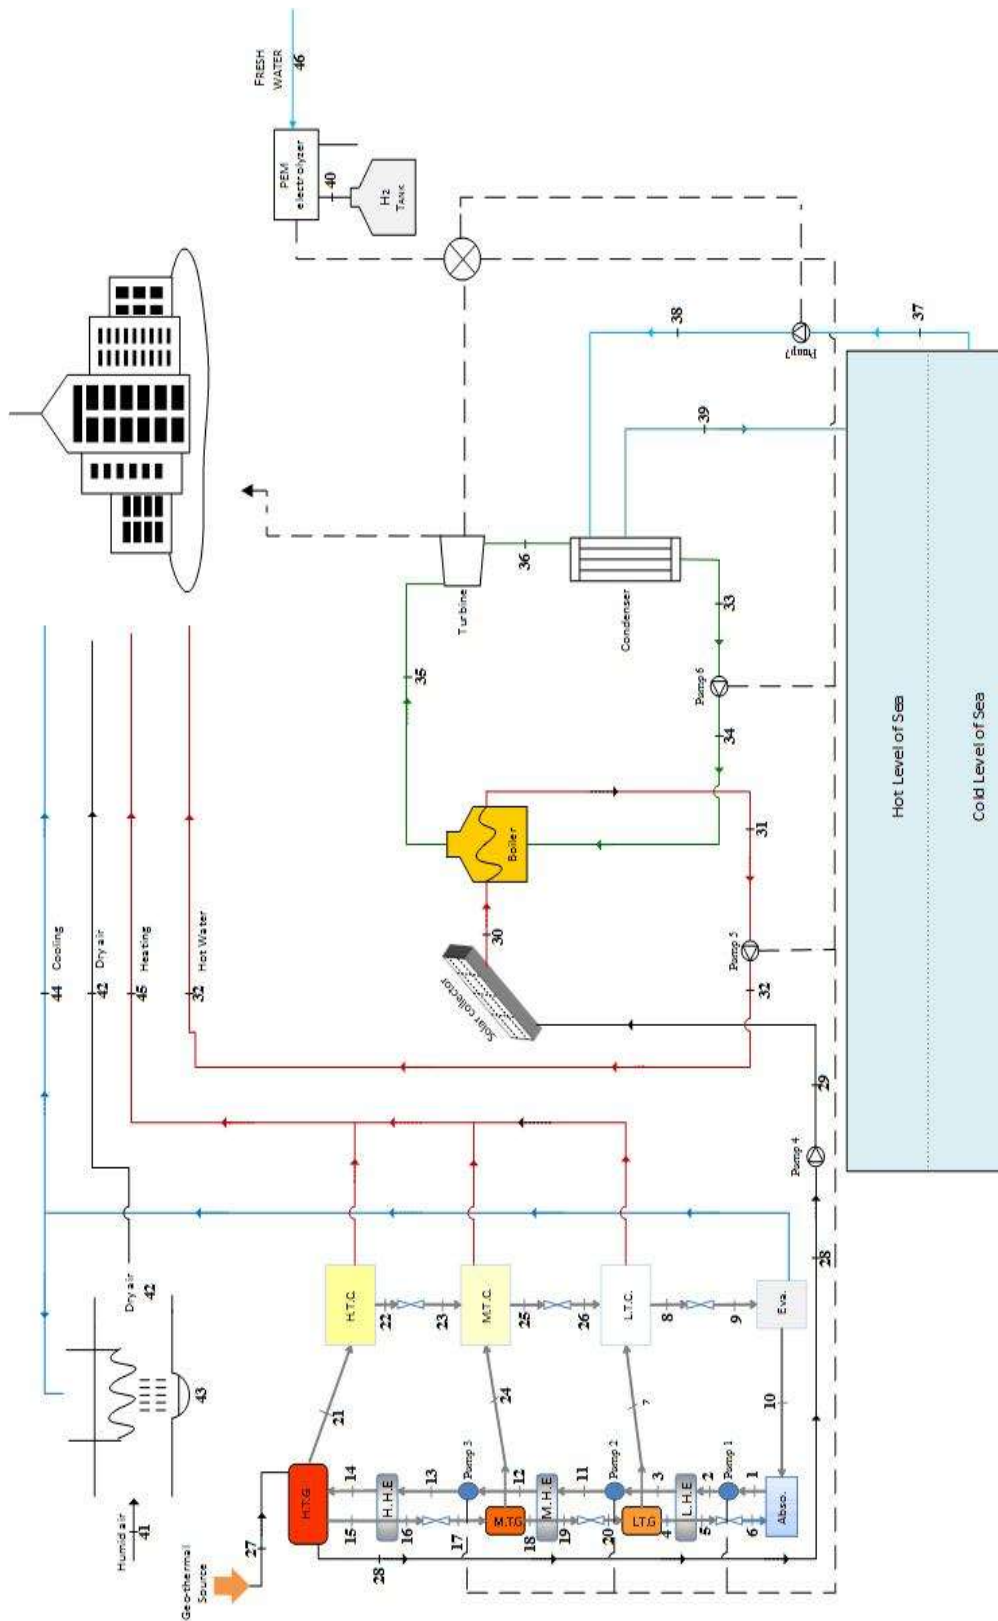 FRESH
WATER
46
PEM
electrolyzer
40
H2
TANK
38
37
Pump7
39
36
Turbine
Condenser
33
Pump 6
34
35
Boiler
31
30
Pump 5
32
Solar collector
29
Pump 4
28
Hot Level of Sea
Cold Level of Sea
44
Cooling
42
Dry air
45
Heating
32
Hot Water
Dry air
42
43
Humid air
41
Geo-thermal
Source
27
H.T.G
21
H.T.C.
22
23
M.T.C.
25
26
L.T.C.
8
9
Eva.
10
24
7
14
15
H.H.E
13
16
Pump 3
17
12
M.T.G
18
M.H.E
11
19
Pump 2
20
3
L.T.G
4
L.H.E
2
5
Pump 1
1
6
Abso.
28